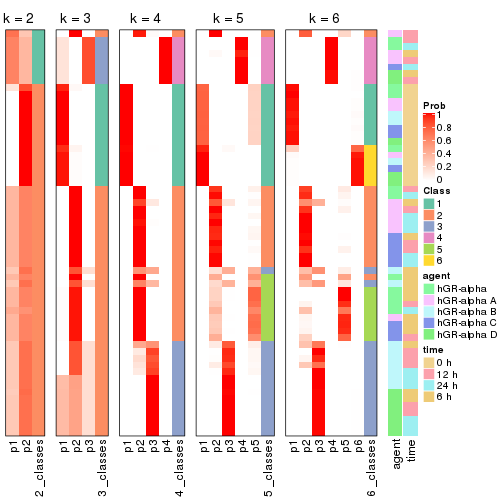 k = 2 k = 3 k = 4 k = 5 k = 6
Prob
1
0.8
0.6
0.4
0.2
Class
1
2
3
4
5
6
agent
hGR-alpha
hGR-alpha A
hGR-alpha B
hGR-alpha C
hGR-alpha D
time
0 h
12 h
24 h
6 h
p1 p2 2_classes p1 p2 p3 3_classes p1 p2 p3 p4 4_classes p1 p2 p3 p4 p5 5_classes p1 p2 p3 p4 p5 p6 6_classes agent time